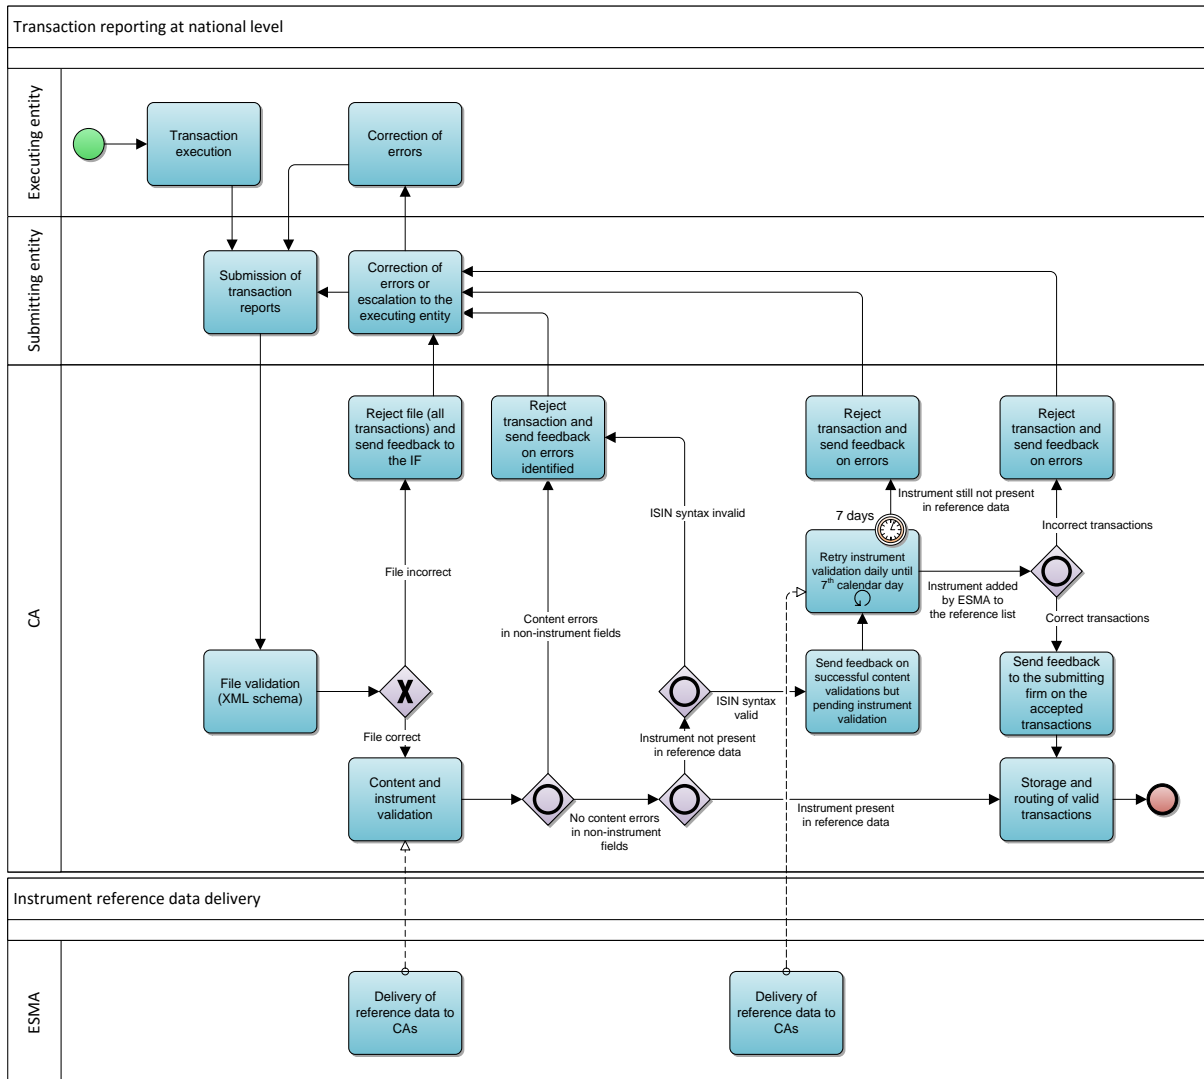 Transaction reporting at national level
Executing entity
Transaction
execution
Correction of
errors
Submitting entity
Submission of
transaction
reports
Correction of
errors or
escalation to the
executing entity
CA
Reject file (all
transactions) and
send feedback to
the IF
Reject
transaction and
send feedback
on errors
identified
Reject
transaction and
send feedback
on errors
Reject
transaction and
send feedback
on errors
Instrument still not present
in reference data
ISIN syntax invalid
7 days
Incorrect transactions
Retry instrument
validation daily until
7th calendar day
File incorrect
Instrument added
by ESMA to
the reference list
Content errors
in non-instrument fields
Correct transactions
File validation
(XML schema)
X
ISIN syntax
valid
Send feedback on
successful content
validations but
pending instrument
validation
Send feedback
to the submitting
firm on the
accepted
transactions
File correct
Instrument not present
in reference data
Content and
instrument
validation
No content errors
in non-instrument
fields
Instrument present
in reference data
Storage and
routing of valid
transactions
Instrument reference data delivery
ESMA
Delivery of
reference data to
CAs
Delivery of
reference data to
CAs